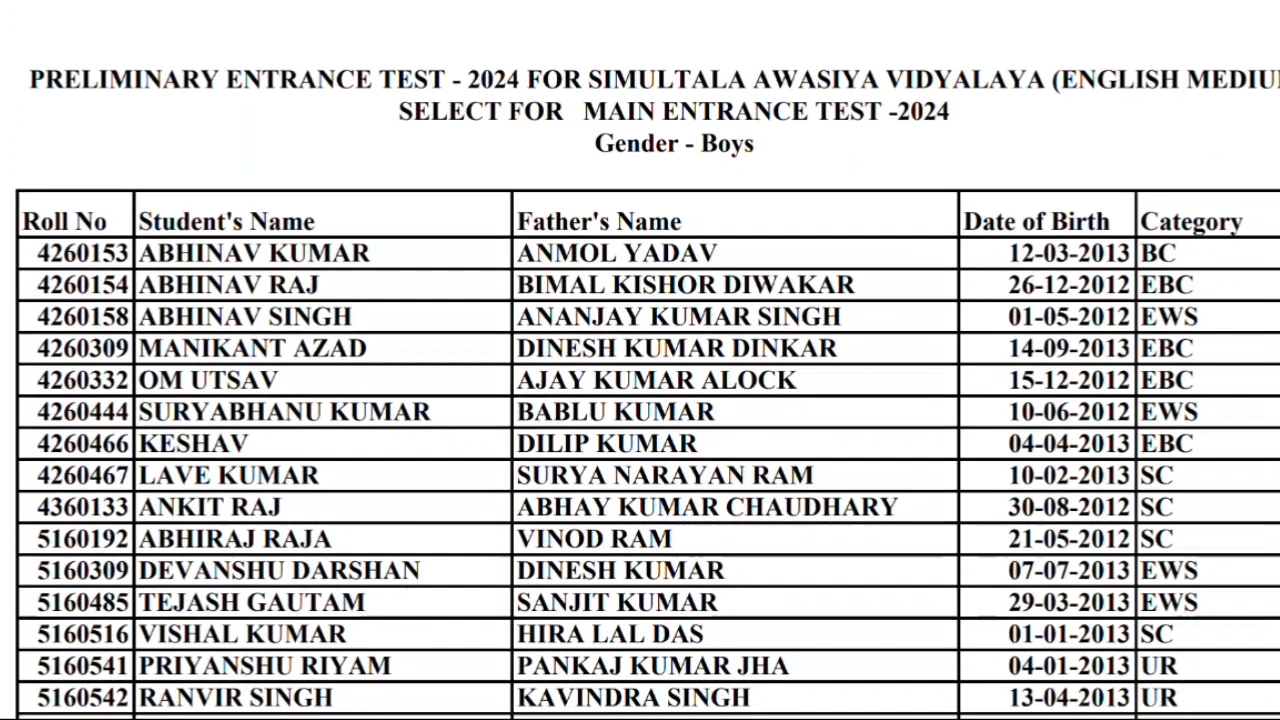 PRELIMINARY ENTRANCE TEST - 2024 FOR SIMULTALA AWASIYA VIDYALAYA (ENGLISH MEDIU
SELECT FOR MAIN ENTRANCE TEST -2024
Gender - Boys
Roll No Student's Name Father's Name Date of Birth Category
4260153 ABHINAV KUMAR ANMOL YADAV 12-03-2013 BC
4260154 ABHINAV RAJ BIMAL KISHOR DIWAKAR 26-12-2012 EBC
4260158 ABHINAV SINGH ANANJAY KUMAR SINGH 01-05-2012 EWS
4260309 MANIKANT AZAD DINESH KUMAR DINKAR 14-09-2013 EBC
4260332 OM UTSAV AJAY KUMAR ALOCK 15-12-2012 EBC
4260444 SURYABHANU KUMAR BABLU KUMAR 10-06-2012 EWS
4260466 KESHAV DILIP KUMAR 04-04-2013 EBC
4260467 LAVE KUMAR SURYA NARAYAN RAM 10-02-2013 SC
4360133 ANKIT RAJ ABHAY KUMAR CHAUDHARY 30-08-2012 SC
5160192 ABHIRAJ RAJA VINOD RAM 21-05-2012 SC
5160309 DEVANSHU DARSHAN DINESH KUMAR 07-07-2013 EWS
5160485 TEJASH GAUTAM SANJIT KUMAR 29-03-2013 EWS
5160516 VISHAL KUMAR HIRA LAL DAS 01-01-2013 SC
5160541 PRIYANSHU RIYAM PANKAJ KUMAR JHA 04-01-2013 UR
5160542 RANVIR SINGH KAVINDRA SINGH 13-04-2013 UR